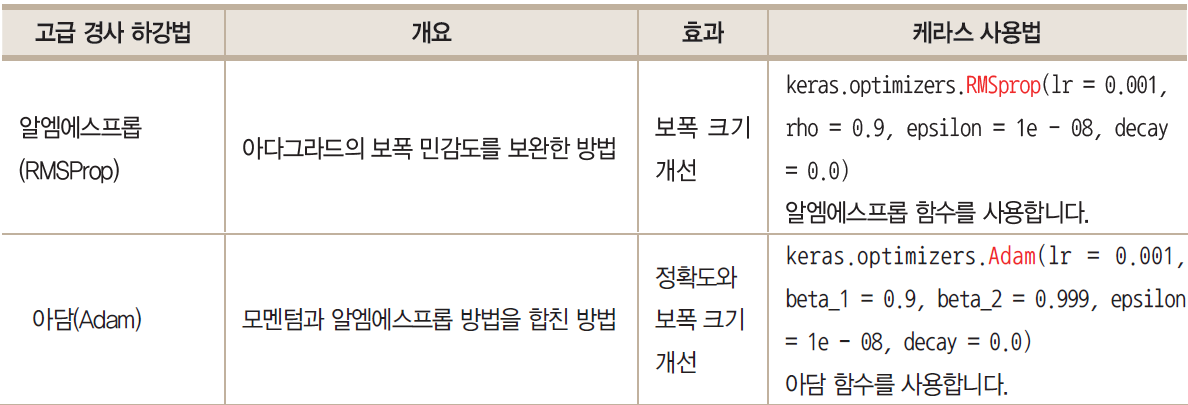 고급 경사 하강법 개요 효과 케라스 사용법
알엠에스프롭
(RMSProp)
아다그라드의 보폭 민감도를 보완한 방법
보폭 크기
개선
keras.optimizers.RMSprop(lr = 0.001,
rho = 0.9, epsilon = 1e - 08, decay
= 0.0)
알엠에스프롭 함수를 사용합니다.
아담(Adam)
모멘텀과 알엠에스프롭 방법을 합친 방법
정확도와
보폭 크기
개선
keras.optimizers.Adam(lr = 0.001,
beta_1 = 0.9, beta_2 = 0.999, epsilon
= 1e - 08, decay = 0.0)
아담 함수를 사용합니다.